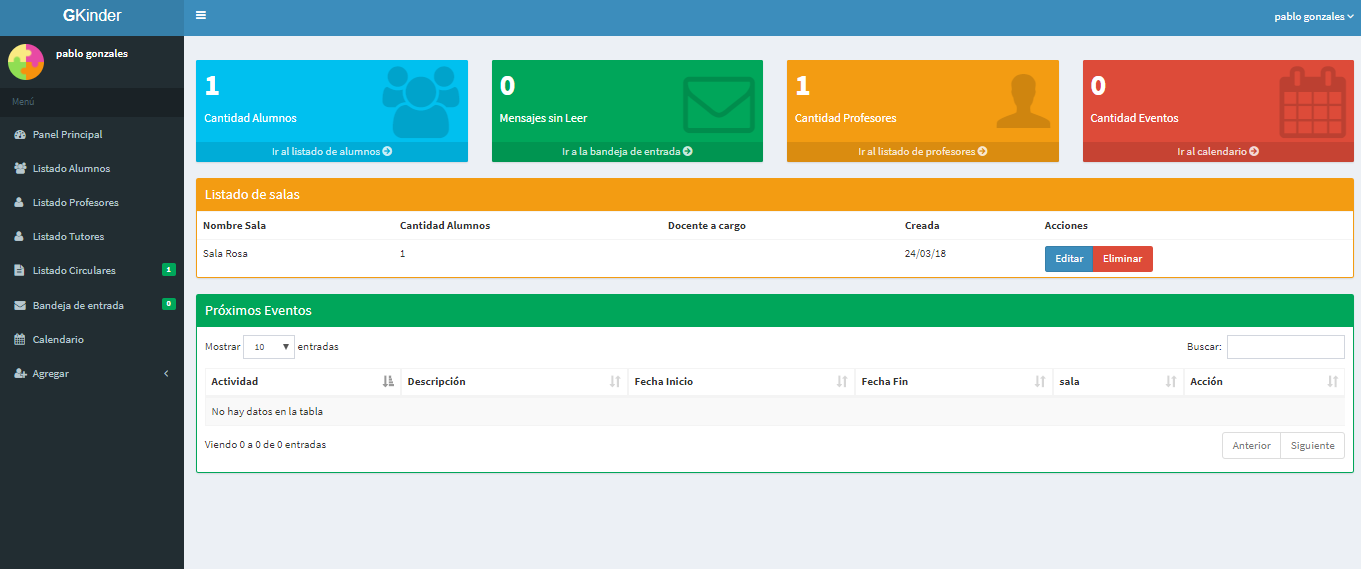 GKinder
pablo gonzales
pablo gonzales
Menú
Panel Principal
Listado Alumnos
Listado Profesores
Listado Tutores
Listado Circulares 1
Bandeja de entrada 0
Calendario
Agregar
1
Cantidad Alumnos
Ir al listado de alumnos
0
Mensajes sin Leer
Ir a la bandeja de entrada
1
Cantidad Profesores
Ir al listado de profesores
0
Cantidad Eventos
Ir al calendario
Listado de salas
Nombre Sala Cantidad Alumnos Docente a cargo Creada Acciones
Sala Rosa 1 24/03/18 Editar Eliminar
Próximos Eventos
Mostrar 10 entradas Buscar:
Actividad Descripción Fecha Inicio Fecha Fin sala Acción
No hay datos en la tabla
Viendo 0 a 0 de 0 entradas Anterior Siguiente